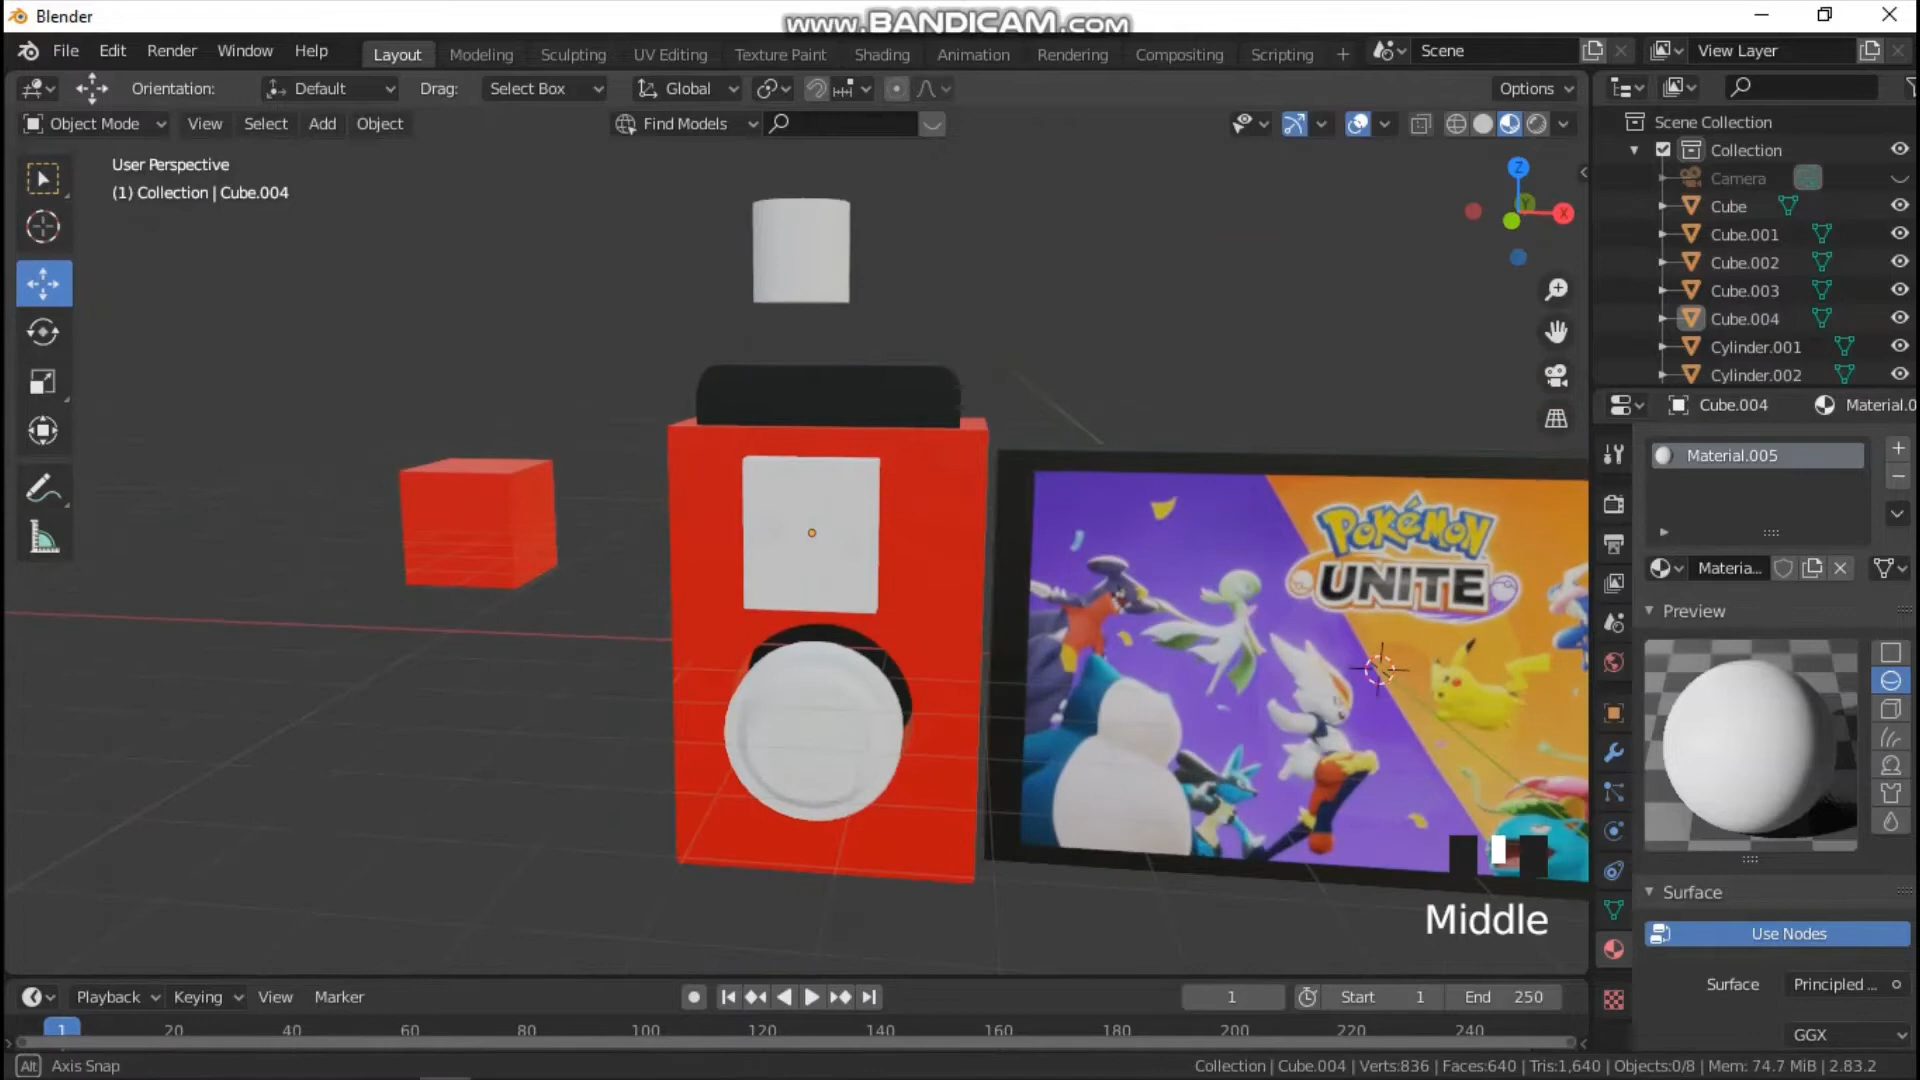 Blender
www.BANDICAM.com
File Edit Render Window Help
Layout Modeling Sculpting UV Editing Texture Paint Shading Animation Rendering Compositing Scripting +
Scene
View Layer
Orientation: Default Drag: Select Box Global Options
Object Mode View Select Add Object Find Models
User Perspective
(1) Collection | Cube.004
Z
Y
X
Scene Collection
Collection
Camera
Cube
Cube.001
Cube.002
Cube.003
Cube.004
Cylinder.001
Cylinder.002
Cube.004 Material.0
Material.005
Materia...
Preview
Surface
Use Nodes
Surface Principled ...
GGX
POKéMON
UNITE
Middle
Playback Keying View Marker
1 Start 1 End 250
1 20 40 60 80 100 120 140 160 180 200 220 240
Alt Axis Snap
Collection | Cube.004 | Verts:836 | Faces:640 | Tris:1,640 | Objects:0/8 | Mem: 74.7 MiB | 2.83.2